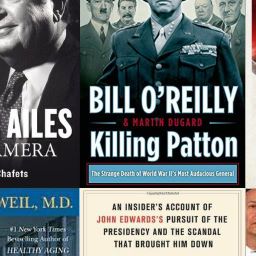 AILES
AMERA
Chafets
BILL O'REILLY
& MARTIN DUGARD
Killing Patton
The Strange Death of World War II's Most Audacious General
WEIL, M.D.
#1 New York Times
Bestselling Author of
HEALTHY AGING
AN INSIDER'S ACCOUNT OF
JOHN EDWARDS'S PURSUIT OF THE
PRESIDENCY AND THE SCANDAL
THAT BROUGHT HIM DOWN